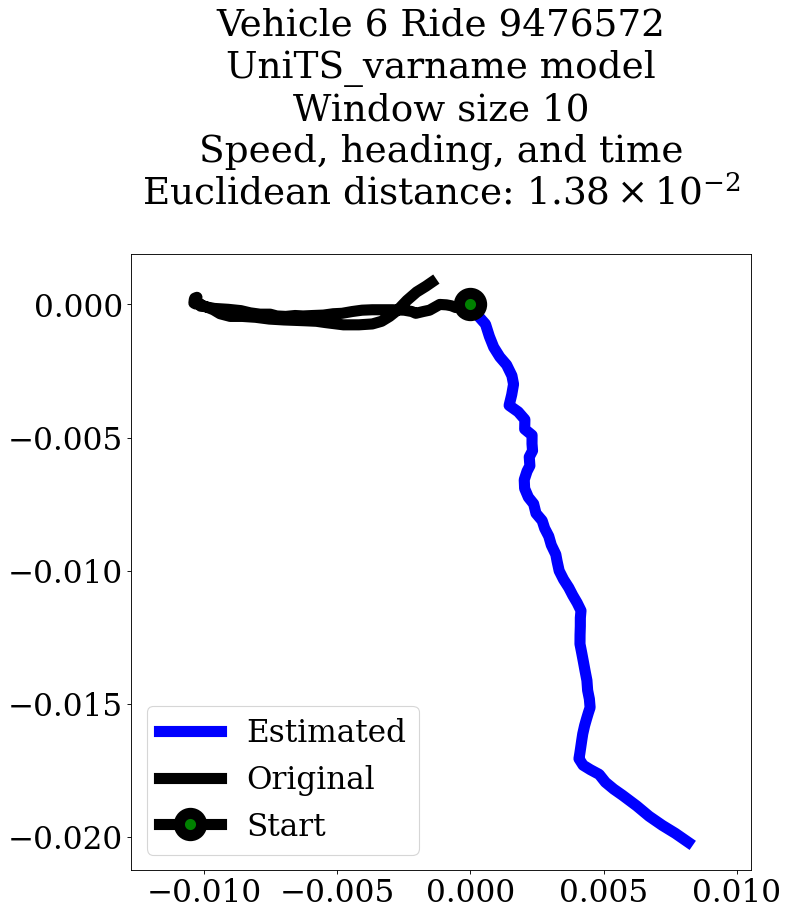 Vehicle 6 Ride 9476572
UniTS_varname model
Window size 10
Speed, heading, and time
Euclidean distance: 1.38 × 10⁻²
0.000
−0.005
−0.010
−0.015
−0.020
Estimated
Original
Start
−0.010 −0.005 0.000 0.005 0.010